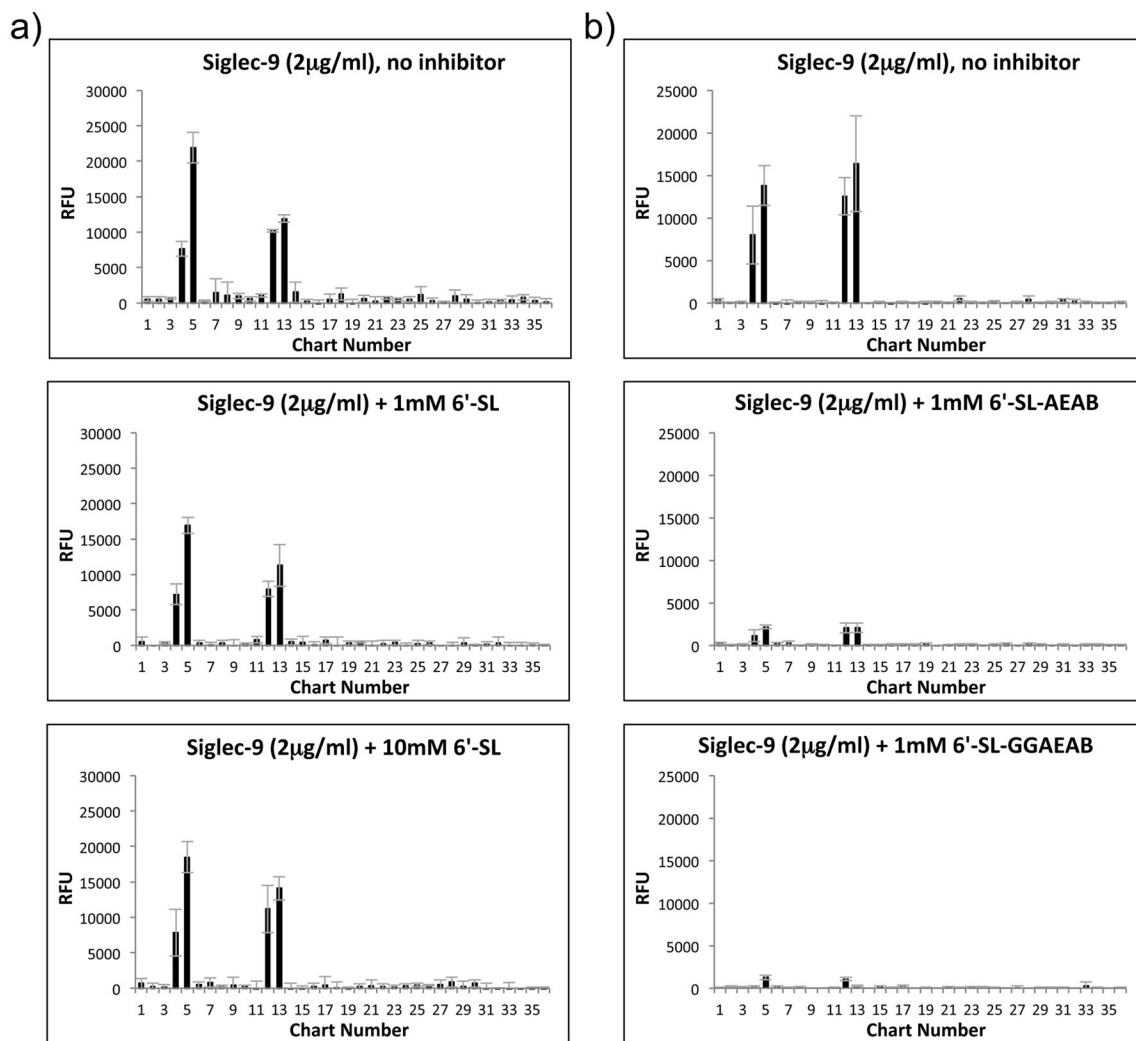 a)
Siglec-9 (2μg/ml), no inhibitor
30000
25000
20000
15000
10000
5000
0
RFU
1 3 5 7 9 11 13 15 17 19 21 23 25 27 29 31 33 35
Chart Number
Siglec-9 (2μg/ml) + 1mM 6'-SL
30000
25000
20000
15000
10000
5000
0
RFU
1 3 5 7 9 11 13 15 17 19 21 23 25 27 29 31 33 35
Chart Number
Siglec-9 (2μg/ml) + 10mM 6'-SL
30000
25000
20000
15000
10000
5000
0
RFU
1 3 5 7 9 11 13 15 17 19 21 23 25 27 29 31 33 35
Chart Number
b)
Siglec-9 (2μg/ml), no inhibitor
25000
20000
15000
10000
5000
0
RFU
1 3 5 7 9 11 13 15 17 19 21 23 25 27 29 31 33 35
Chart Number
Siglec-9 (2μg/ml) + 1mM 6'-SL-AEAB
25000
20000
15000
10000
5000
0
RFU
1 3 5 7 9 11 13 15 17 19 21 23 25 27 29 31 33 35
Chart Number
Siglec-9 (2μg/ml) + 1mM 6'-SL-GGAEAB
25000
20000
15000
10000
5000
0
RFU
1 3 5 7 9 11 13 15 17 19 21 23 25 27 29 31 33 35
Chart Number